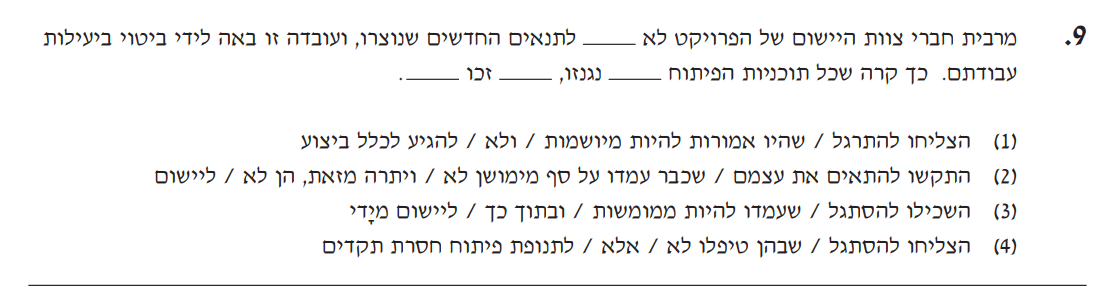 9. מרבית חברי צוות היישום של הפרויקט לא _____ לתנאים החדשים שנוצרו, ועובדה זו באה לידי ביטוי ביעילות
עבודתם. כך קרה שכל תוכניות הפיתוח _____ נגנזו, _____ זכו _____.
(1) הצליחו להתרגל / שהיו אמורות להיות מיושמות / ולא / להגיע לכלל ביצוע
(2) התקשו להתאים את עצמם / שכבר עמדו על סף מימושן לא / ויתרה מזאת, הן לא / ליישום
(3) השכילו להסתגל / שעמדו להיות ממומשות / ובתוך כך / ליישום מיָדי
(4) הצליחו להסתגל / שבהן טיפלו לא / אלא / לתנופת פיתוח חסרת תקדים